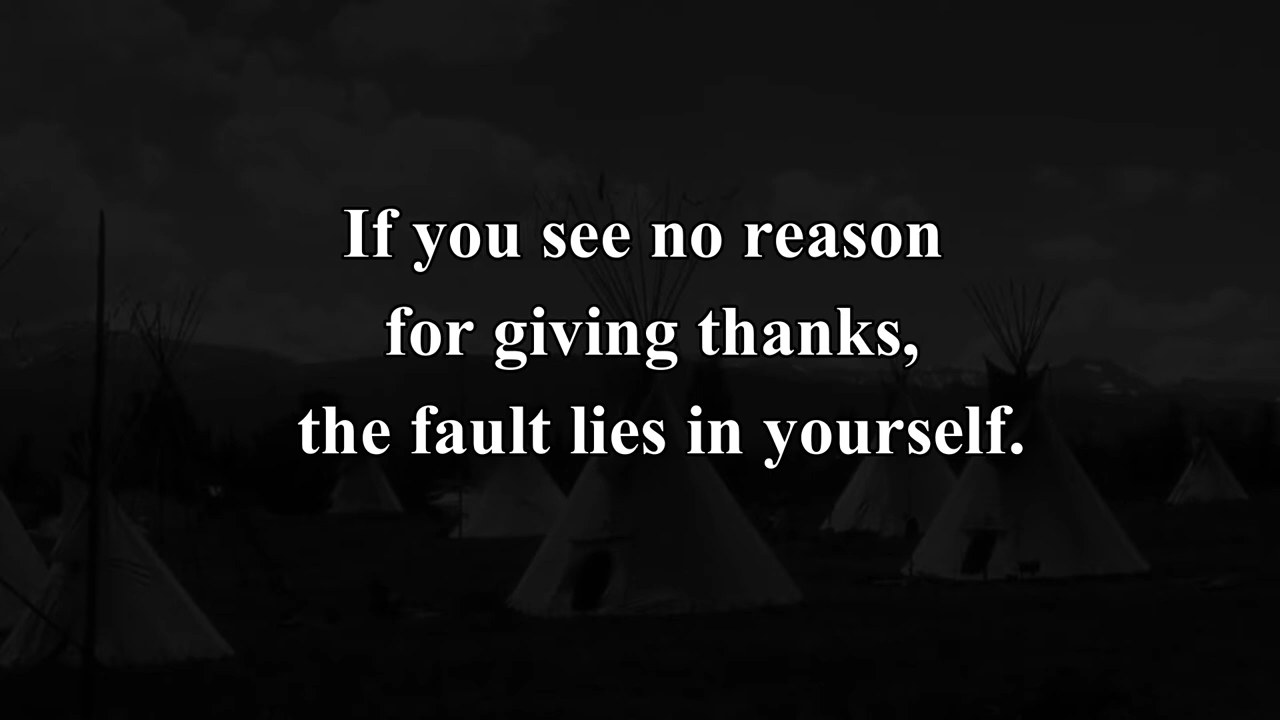 If you see no reason
for giving thanks,
the fault lies in yourself.